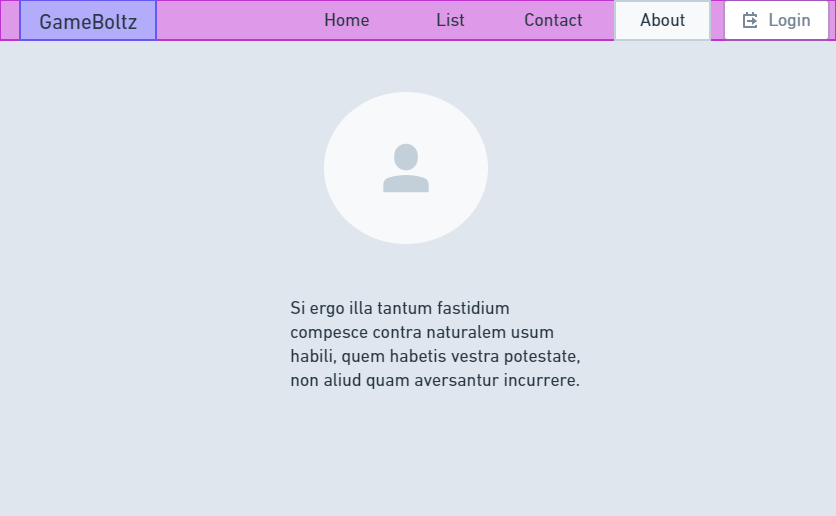 GameBoltz
Home
List
Contact
About
Login
Si ergo illa tantum fastidium
compesce contra naturalem usum
habili, quem habetis vestra potestate,
non aliud quam aversantur incurrere.